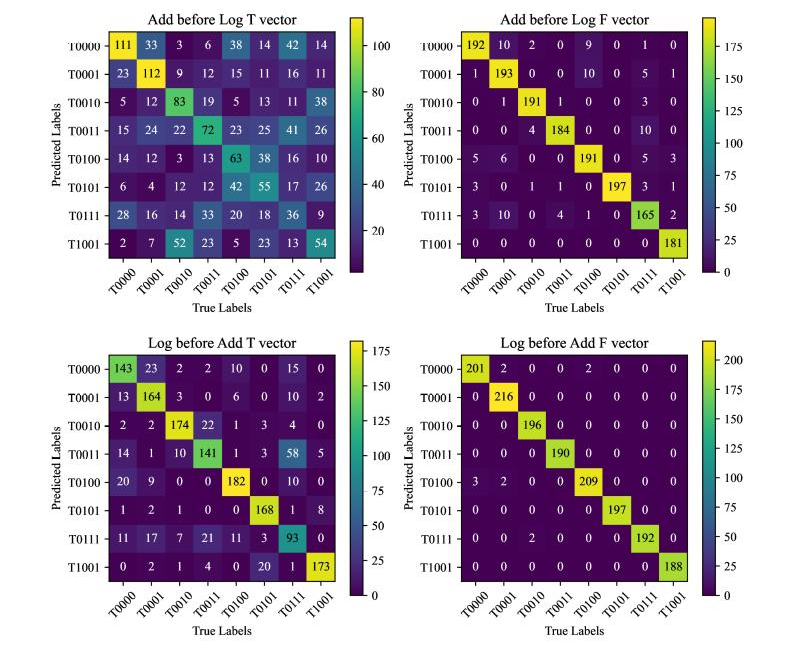 Add before Log T vector
Predicted Labels
T0000 111 33 3 6 38 14 42 14
T0001 23 112 9 12 15 11 16 11
T0010 5 12 83 19 5 13 11 38
T0011 15 24 22 72 23 25 41 26
T0100 14 12 3 13 63 38 16 10
T0101 6 4 12 12 42 55 17 26
T0111 28 16 14 33 20 18 36 9
T1001 2 7 52 23 5 23 13 54
T0000 T0001 T0010 T0011 T0100 T0101 T0111 T1001
True Labels
100
80
60
40
20
Add before Log F vector
Predicted Labels
T0000 192 10 2 0 9 0 1 0
T0001 1 193 0 0 10 0 5 1
T0010 0 1 191 1 0 0 3 0
T0011 0 0 4 184 0 0 10 0
T0100 5 6 0 0 191 0 5 3
T0101 3 0 1 1 0 197 3 1
T0111 3 10 0 4 1 0 165 2
T1001 0 0 0 0 0 0 0 181
T0000 T0001 T0010 T0011 T0100 T0101 T0111 T1001
True Labels
175
150
125
100
75
50
25
0
Log before Add T vector
Predicted Labels
T0000 143 23 2 2 10 0 15 0
T0001 13 164 3 0 6 0 10 2
T0010 2 2 174 22 1 3 4 0
T0011 14 1 10 141 1 3 58 5
T0100 20 9 0 0 182 0 10 0
T0101 1 2 1 0 0 168 1 8
T0111 11 17 7 21 11 3 93 0
T1001 0 2 1 4 0 20 1 173
T0000 T0001 T0010 T0011 T0100 T0101 T0111 T1001
True Labels
175
150
125
100
75
50
25
0
Log before Add F vector
Predicted Labels
T0000 201 2 0 0 2 0 0 0
T0001 0 216 0 0 0 0 0 0
T0010 0 0 196 0 0 0 0 0
T0011 0 0 0 190 0 0 0 0
T0100 3 2 0 0 209 0 0 0
T0101 0 0 0 0 0 197 0 0
T0111 0 0 2 0 0 0 192 0
T1001 0 0 0 0 0 0 0 188
T0000 T0001 T0010 T0011 T0100 T0101 T0111 T1001
True Labels
200
175
150
125
100
75
50
25
0